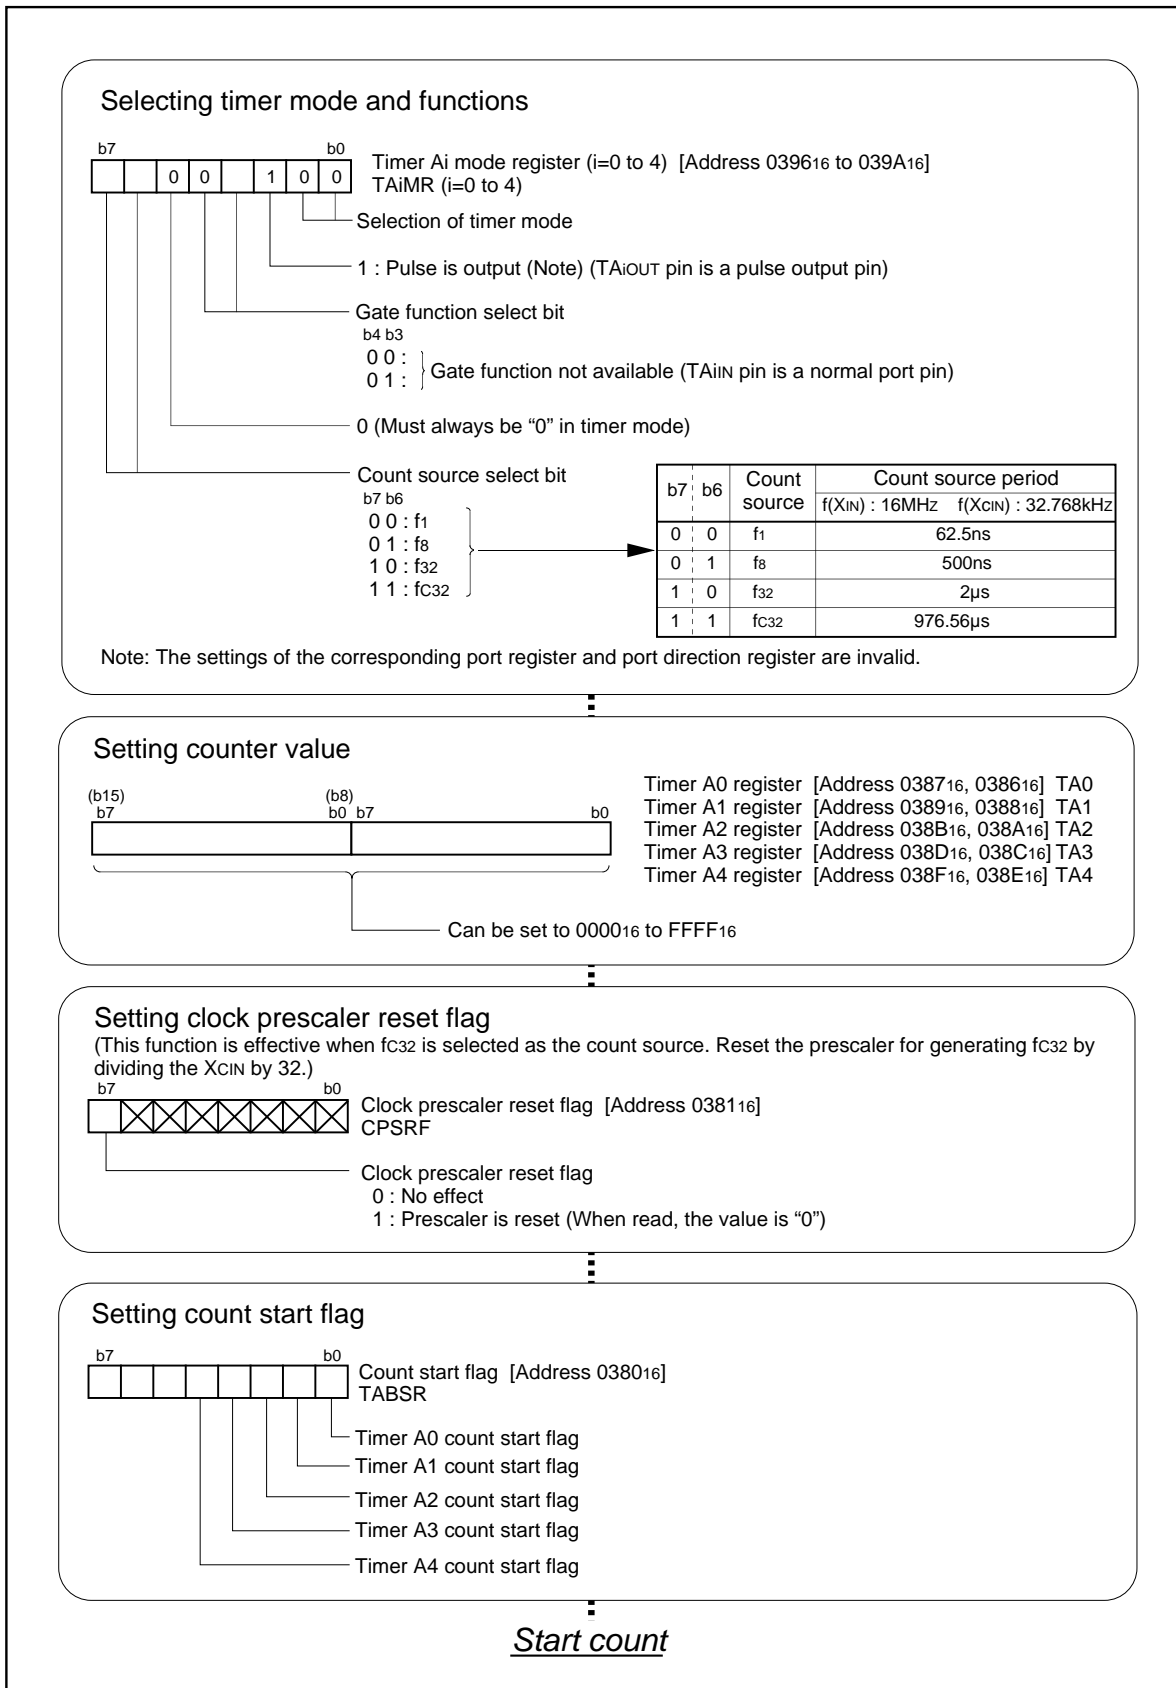 Selecting timer mode and functions
b7 b0
0 0 1 0 0
Timer Ai mode register (i=0 to 4) [Address 039616 to 039A16]
TAiMR (i=0 to 4)
Selection of timer mode
1 : Pulse is output (Note) (TAiOUT pin is a pulse output pin)
Gate function select bit
b4 b3
0 0 :
0 1 :
Gate function not available (TAiIN pin is a normal port pin)
0 (Must always be “0” in timer mode)
Count source select bit
b7 b6
0 0 : f1
0 1 : f8
1 0 : f32
1 1 : fC32
b7 b6 Count source Count source period
f(XIN) : 16MHz f(XCIN) : 32.768kHz
0 0 f1 62.5ns
0 1 f8 500ns
1 0 f32 2µs
1 1 fC32 976.56µs
Note: The settings of the corresponding port register and port direction register are invalid.
Setting counter value
(b15) (b8)
b7 b0 b7 b0
Timer A0 register [Address 038716, 038616] TA0
Timer A1 register [Address 038916, 038816] TA1
Timer A2 register [Address 038B16, 038A16] TA2
Timer A3 register [Address 038D16, 038C16] TA3
Timer A4 register [Address 038F16, 038E16] TA4
Can be set to 000016 to FFFF16
Setting clock prescaler reset flag
(This function is effective when fC32 is selected as the count source. Reset the prescaler for generating fC32 by
dividing the XCIN by 32.)
b7 b0
Clock prescaler reset flag [Address 038116]
CPSRF
Clock prescaler reset flag
0 : No effect
1 : Prescaler is reset (When read, the value is “0”)
Setting count start flag
b7 b0
Count start flag [Address 038016]
TABSR
Timer A0 count start flag
Timer A1 count start flag
Timer A2 count start flag
Timer A3 count start flag
Timer A4 count start flag
Start count